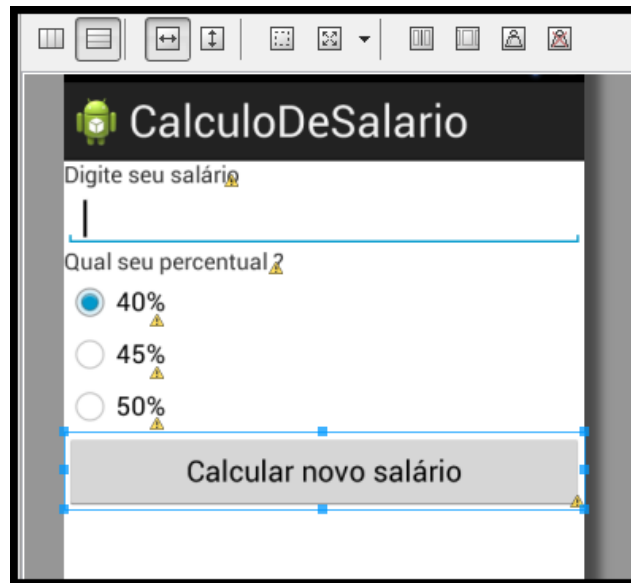 CalculoDeSalario
Digite seu salário
Qual seu percentual ?
40%
45%
50%
Calcular novo salário